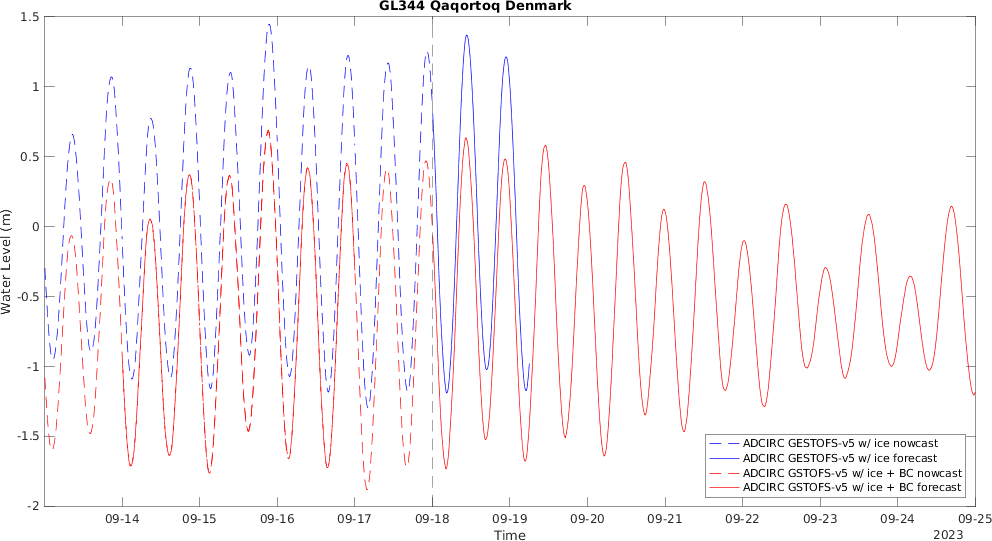 GL344 Qaqortoq Denmark
1.5
1
0.5
0
-0.5
-1
-1.5
-2
Water Level (m)
09-14 09-15 09-16 09-17 09-18 09-19 09-20 09-21 09-22 09-23 09-24 09-25
Time
2023
ADCIRC GESTOFS-v5 w/ ice nowcast
ADCIRC GESTOFS-v5 w/ ice forecast
ADCIRC GSTOFS-v5 w/ ice + BC nowcast
ADCIRC GSTOFS-v5 w/ ice + BC forecast